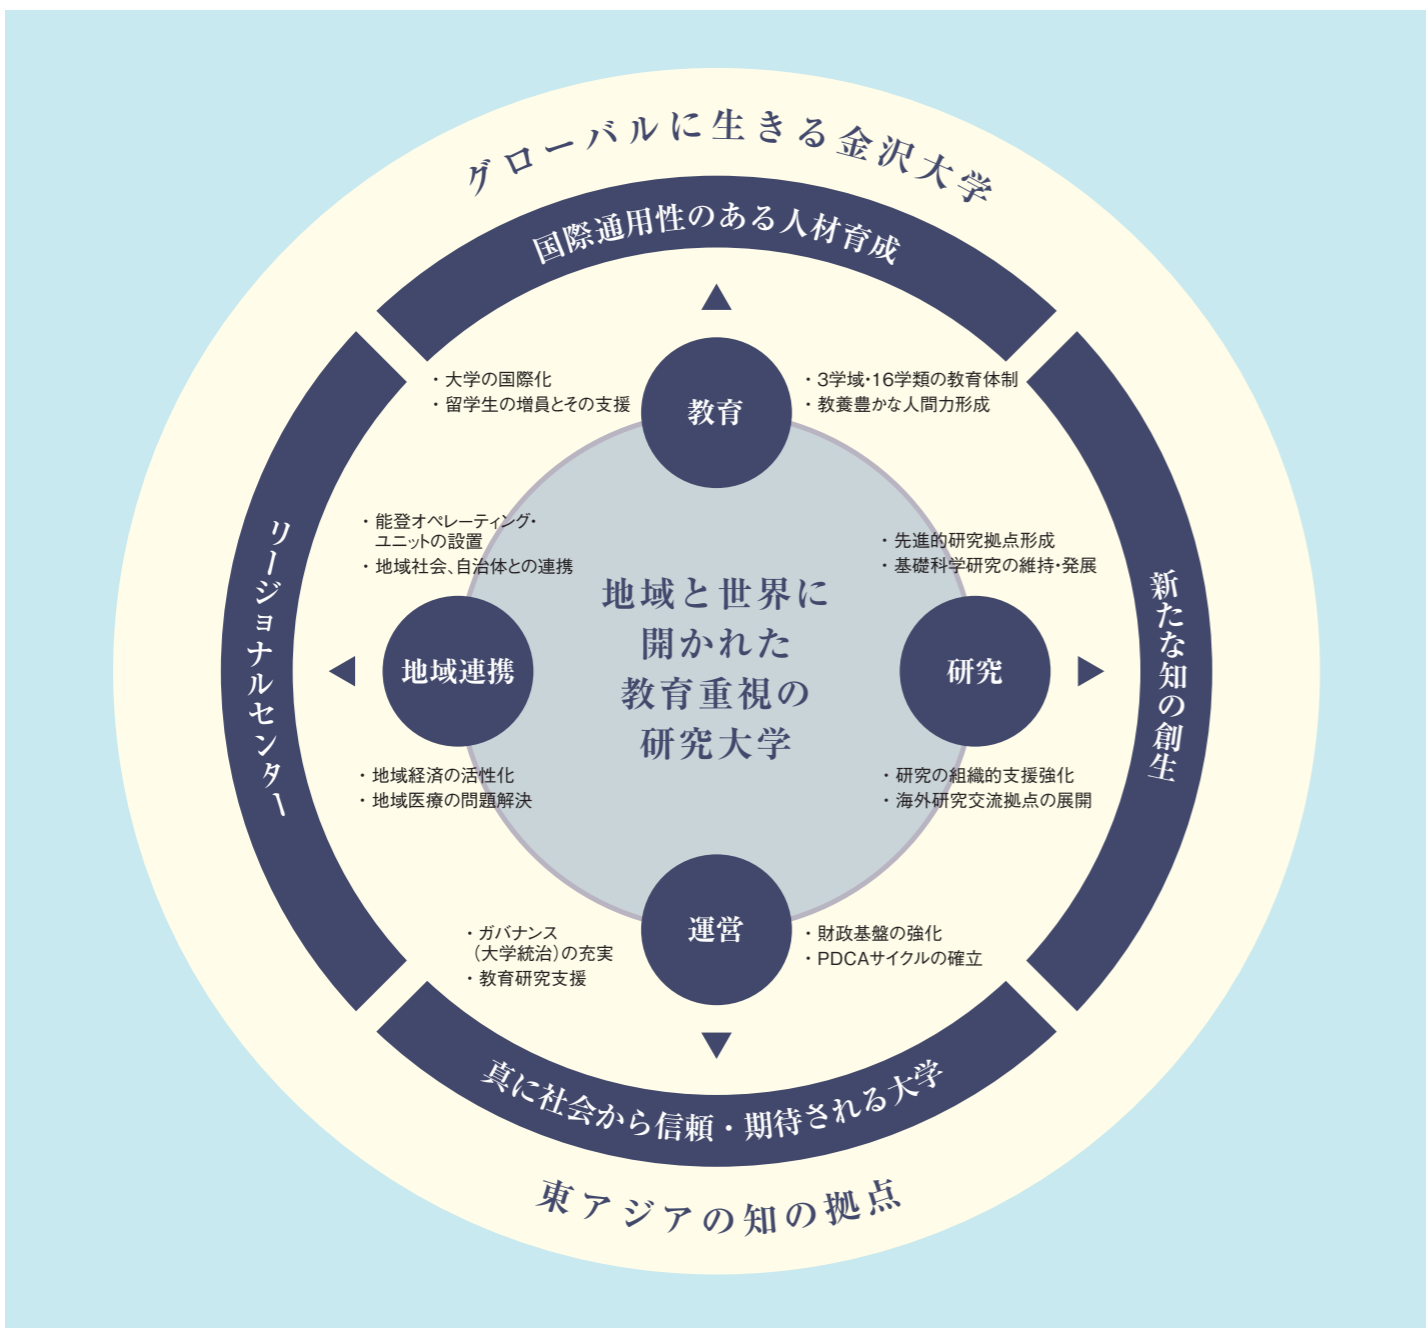 グローバルに生きる金沢大学
国際通用性のある人材育成
・大学の国際化
・留学生の増員とその支援
教育
・3学域・16学類の教育体制
・教養豊かな人間力形成
リージョナルセンター
・能登オペレーティング・
ユニットの設置
・地域社会、自治体との連携
地域連携
・地域経済の活性化
・地域医療の問題解決
地域と世界に
開かれた
教育重視の
研究大学
・先進的研究拠点形成
・基礎科学研究の維持・発展
研究
・研究の組織的支援強化
・海外研究交流拠点の展開
新たな知の創生
・ガバナンス
（大学統治）の充実
・教育研究支援
運営
・財政基盤の強化
・PDCAサイクルの確立
真に社会から信頼・期待される大学
東アジアの知の拠点